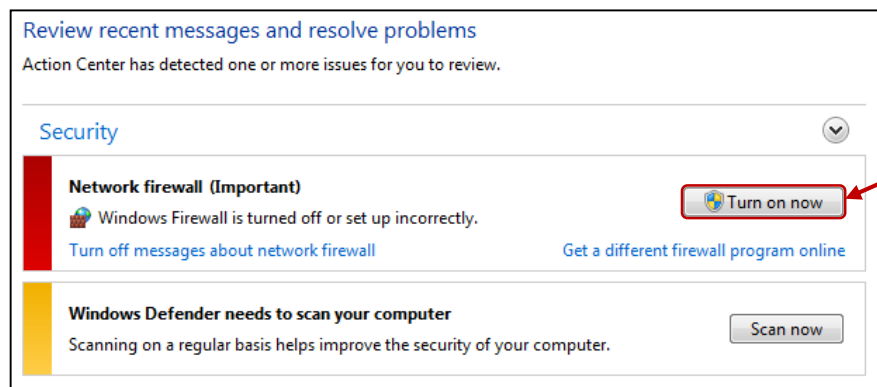 Review recent messages and resolve problems
Action Center has detected one or more issues for you to review.
Security
Network firewall (Important)
Windows Firewall is turned off or set up incorrectly.
Turn on now
Turn off messages about network firewall
Get a different firewall program online
Windows Defender needs to scan your computer
Scanning on a regular basis helps improve the security of your computer.
Scan now